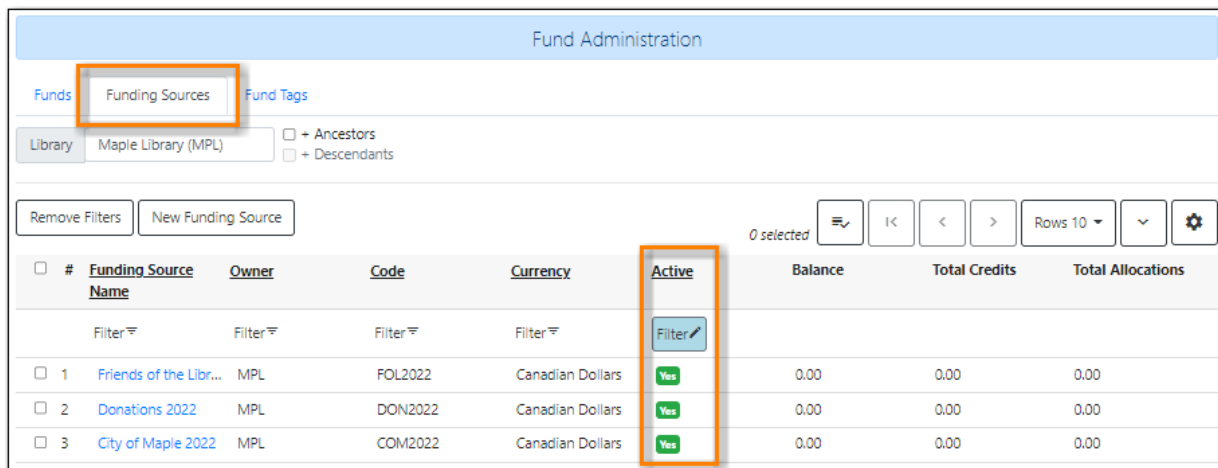 Fund Administration
Funds Funding Sources Fund Tags
Library Maple Library (MPL) + Ancestors
+ Descendants
Remove Filters New Funding Source 0 selected Rows 10
# Funding Source Name Owner Code Currency Active Balance Total Credits Total Allocations
Filter Filter Filter Filter Filter
1 Friends of the Libr... MPL FOL2022 Canadian Dollars Yes 0.00 0.00 0.00
2 Donations 2022 MPL DON2022 Canadian Dollars Yes 0.00 0.00 0.00
3 City of Maple 2022 MPL COM2022 Canadian Dollars Yes 0.00 0.00 0.00